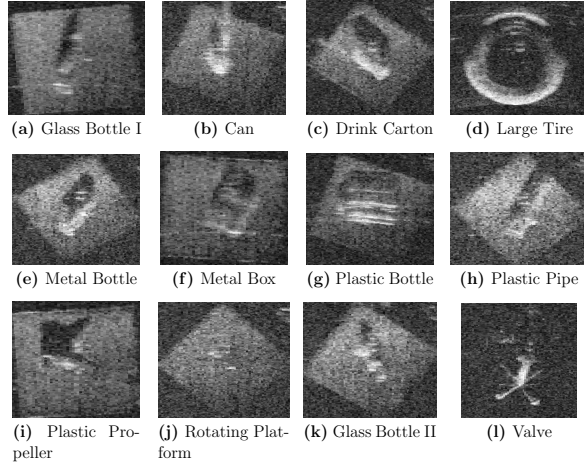 (a) Glass Bottle I
(b) Can
(c) Drink Carton
(d) Large Tire
(e) Metal Bottle
(f) Metal Box
(g) Plastic Bottle
(h) Plastic Pipe
(i) Plastic Pro-
peller
(j) Rotating Plat-
form
(k) Glass Bottle II
(l) Valve